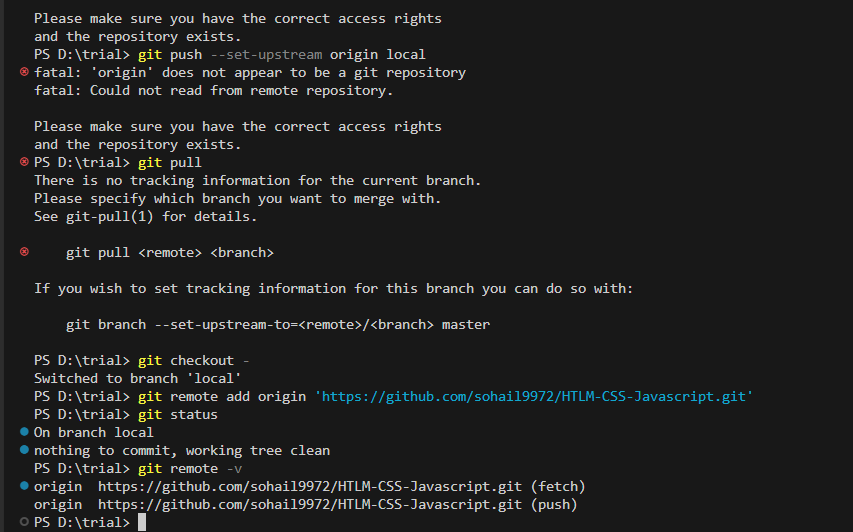 Please make sure you have the correct access rights
and the repository exists.
PS D:\trial> git push --set-upstream origin local
fatal: 'origin' does not appear to be a git repository
fatal: Could not read from remote repository.
Please make sure you have the correct access rights
and the repository exists.
PS D:\trial> git pull
There is no tracking information for the current branch.
Please specify which branch you want to merge with.
See git-pull(1) for details.
git pull <remote> <branch>
If you wish to set tracking information for this branch you can do so with:
git branch --set-upstream-to=<remote>/<branch> master
PS D:\trial> git checkout -
Switched to branch 'local'
PS D:\trial> git remote add origin 'https://github.com/sohail9972/HTLM-CSS-Javascript.git'
PS D:\trial> git status
On branch local
nothing to commit, working tree clean
PS D:\trial> git remote -v
origin  https://github.com/sohail9972/HTLM-CSS-Javascript.git (fetch)
origin  https://github.com/sohail9972/HTLM-CSS-Javascript.git (push)
PS D:\trial>